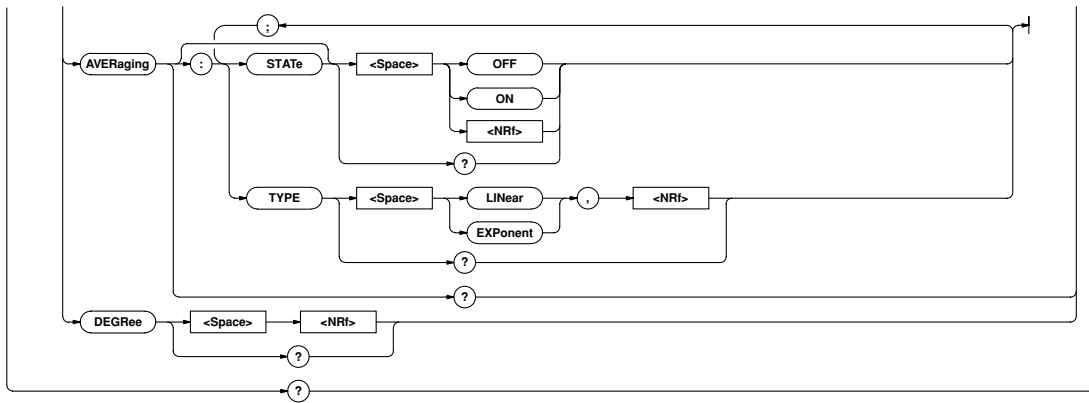 ;
AVERaging : STATe <Space> OFF
ON
<NRf>
?
TYPE <Space> LINear , <NRf>
EXPonent
?
?
DEGRee <Space> <NRf>
?
?